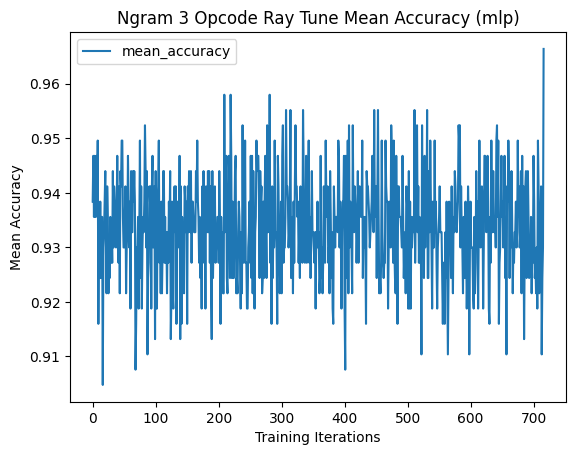 Ngram 3 Opcode Ray Tune Mean Accuracy (mlp)
mean_accuracy
Mean Accuracy
0.96
0.95
0.94
0.93
0.92
0.91
0 100 200 300 400 500 600 700
Training Iterations